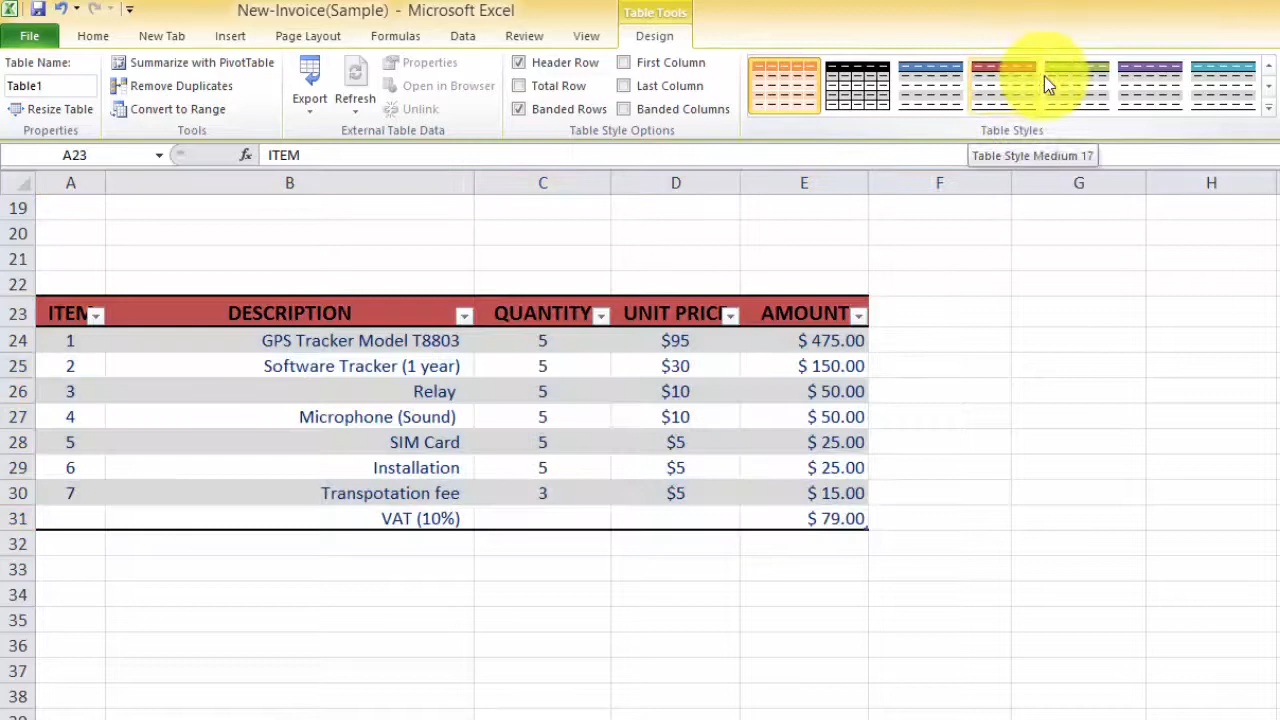 New-Invoice(Sample) - Microsoft Excel
Table Tools
File Home New Tab Insert Page Layout Formulas Data Review View Design
Table Name:
Table1
Resize Table
Properties
Summarize with PivotTable
Remove Duplicates
Convert to Range
Tools
Export Refresh
Properties
Open in Browser
Unlink
External Table Data
Header Row First Column
Total Row Last Column
Banded Rows Banded Columns
Table Style Options
Table Styles
A23 fx ITEM
Table Style Medium 17
A B C D E F G H
19
20
21
22
23 ITEM DESCRIPTION QUANTITY UNIT PRIC AMOUNT
24 1 GPS Tracker Model T8803 5 $95 $ 475.00
25 2 Software Tracker (1 year) 5 $30 $ 150.00
26 3 Relay 5 $10 $ 50.00
27 4 Microphone (Sound) 5 $10 $ 50.00
28 5 SIM Card 5 $5 $ 25.00
29 6 Installation 5 $5 $ 25.00
30 7 Transpotation fee 3 $5 $ 15.00
31 VAT (10%) $ 79.00
32
33
34
35
36
37
38